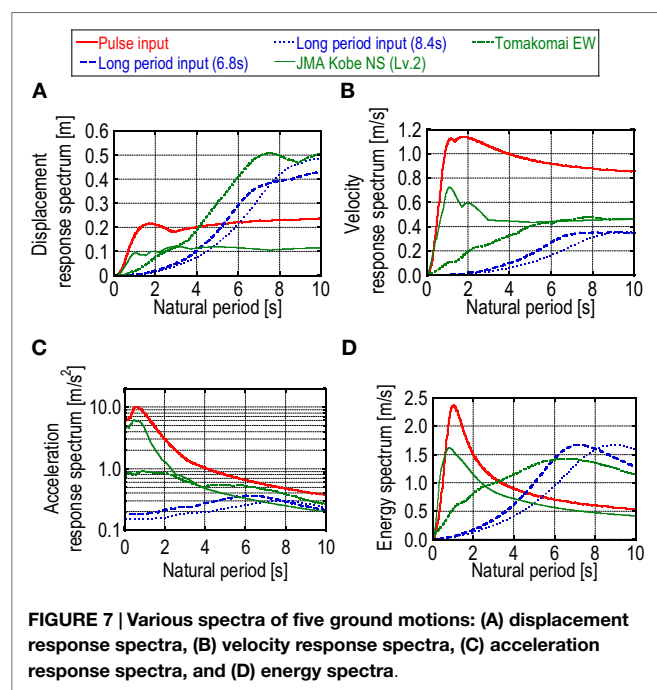 Pulse input
Long period input (8.4s)
Tomakomai EW
Long period input (6.8s)
JMA Kobe NS (Lv.2)
A
Displacement
response spectrum [m]
0.6
0.5
0.4
0.3
0.2
0.1
0
0 2 4 6 8 10
Natural period [s]
B
Velocity
response spectrum [m/s]
1.2
1.0
0.8
0.6
0.4
0.2
0.0
0 2 4 6 8 10
Natural period [s]
C
Acceleration
response spectrum [m/s²]
10.0
1.0
0.1
0 2 4 6 8 10
Natural period [s]
D
Energy spectrum [m/s]
2.5
2.0
1.5
1.0
0.5
0.0
0 2 4 6 8 10
Natural period [s]
FIGURE 7 | Various spectra of five ground motions: (A) displacement
response spectra, (B) velocity response spectra, (C) acceleration
response spectra, and (D) energy spectra.